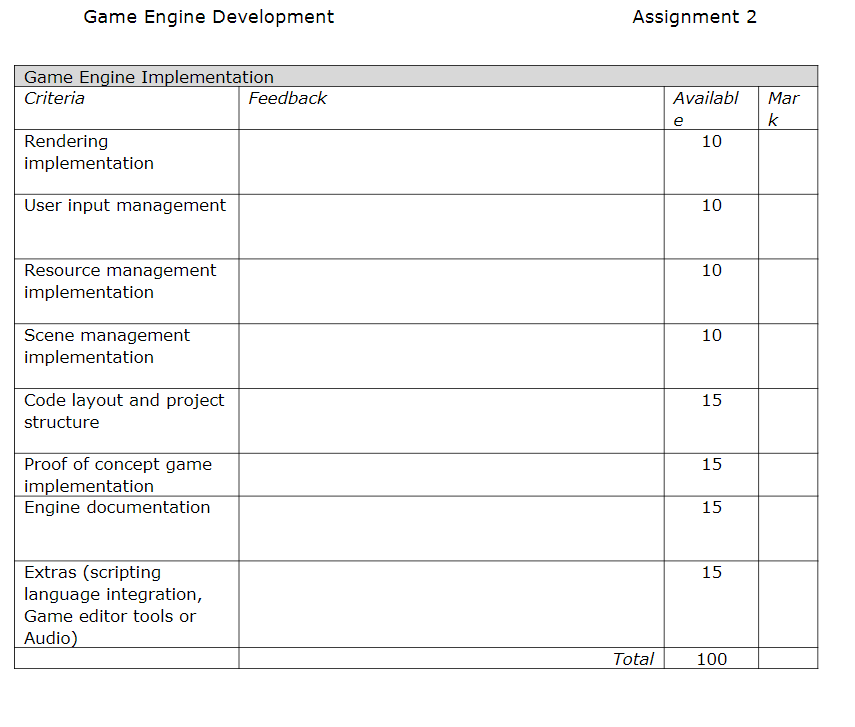 Game Engine Development Assignment 2
Game Engine Implementation
Criteria Feedback Availabl Mar
e k
Rendering 10
implementation
User input management 10
Resource management 10
implementation
Scene management 10
implementation
Code layout and project 15
structure
Proof of concept game 15
implementation
Engine documentation 15
Extras (scripting 15
language integration,
Game editor tools or
Audio)
Total 100